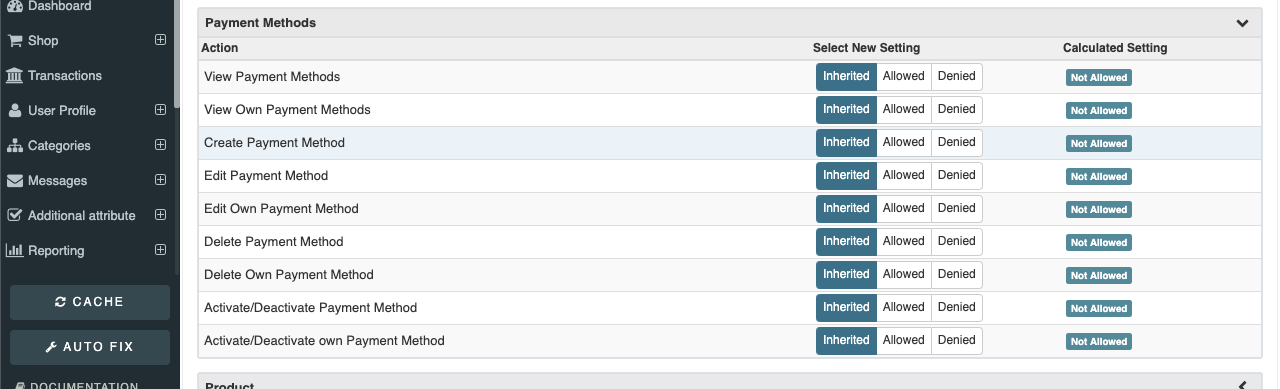 Dashboard
Shop
Transactions
User Profile
Categories
Messages
Additional attribute
Reporting
CACHE
AUTO FIX
DOCUMENTATION
Payment Methods
Action Select New Setting Calculated Setting
View Payment Methods Inherited Allowed Denied Not Allowed
View Own Payment Methods Inherited Allowed Denied Not Allowed
Create Payment Method Inherited Allowed Denied Not Allowed
Edit Payment Method Inherited Allowed Denied Not Allowed
Edit Own Payment Method Inherited Allowed Denied Not Allowed
Delete Payment Method Inherited Allowed Denied Not Allowed
Delete Own Payment Method Inherited Allowed Denied Not Allowed
Activate/Deactivate Payment Method Inherited Allowed Denied Not Allowed
Activate/Deactivate own Payment Method Inherited Allowed Denied Not Allowed
Product